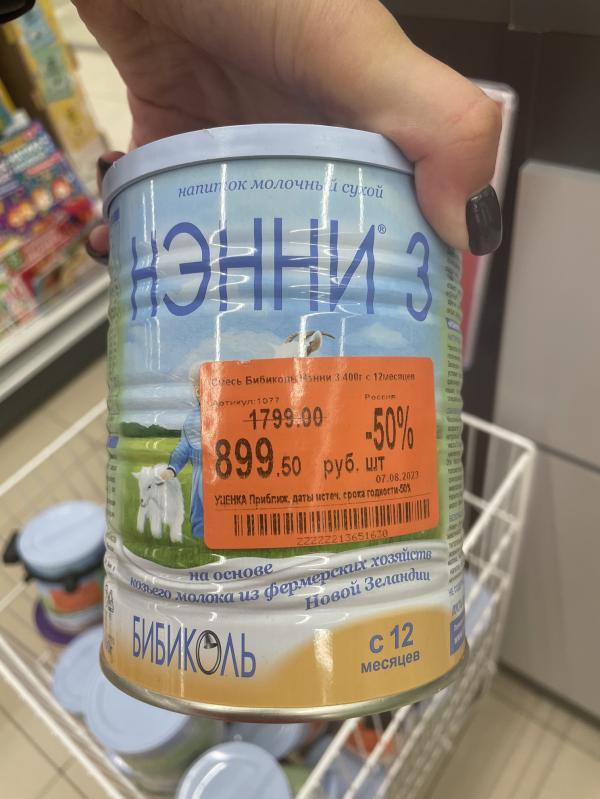 напиток молочный сухой
НЭННИ® 3
Смесь Бибиколь Нэнни 3 400г с 12месяцев
Артикул:1077
Россия
1799.00
-50%
899.50 руб. шт
07.08.2023
УЦЕНКА Приближ. даты истеч. срока годности-50%
22222213651630
на основе
козьего молока из фермерских хозяйств
Новой Зеландии
БИБИКОЛЬ
с 12
месяцев